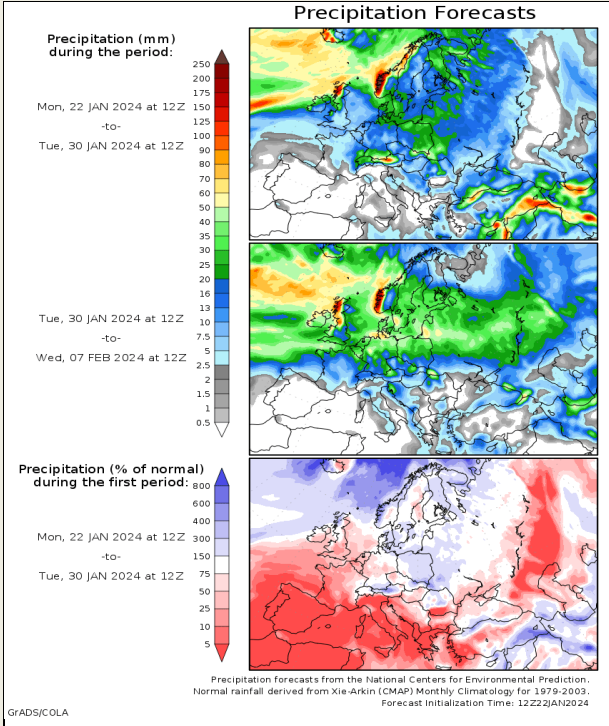 Precipitation Forecasts
Precipitation (mm)
during the period:
250
200
175
150
125
100
90
80
70
60
50
40
35
30
25
20
16
13
10
7.5
5
2.5
2
1.5
1
0.5
Mon, 22 JAN 2024 at 12Z
-to-
Tue, 30 JAN 2024 at 12Z
Tue, 30 JAN 2024 at 12Z
-to-
Wed, 07 FEB 2024 at 12Z
Precipitation (% of normal)
during the first period:
800
600
400
300
150
75
50
25
10
5
Mon, 22 JAN 2024 at 12Z
-to-
Tue, 30 JAN 2024 at 12Z
Precipitation forecasts from the National Centers for Environmental Prediction.
Normal rainfall derived from Xie-Arkin (CMAP) Monthly Climatology for 1979-2003.
Forecast Initialization Time: 12Z22JAN2024
GrADS/COLA